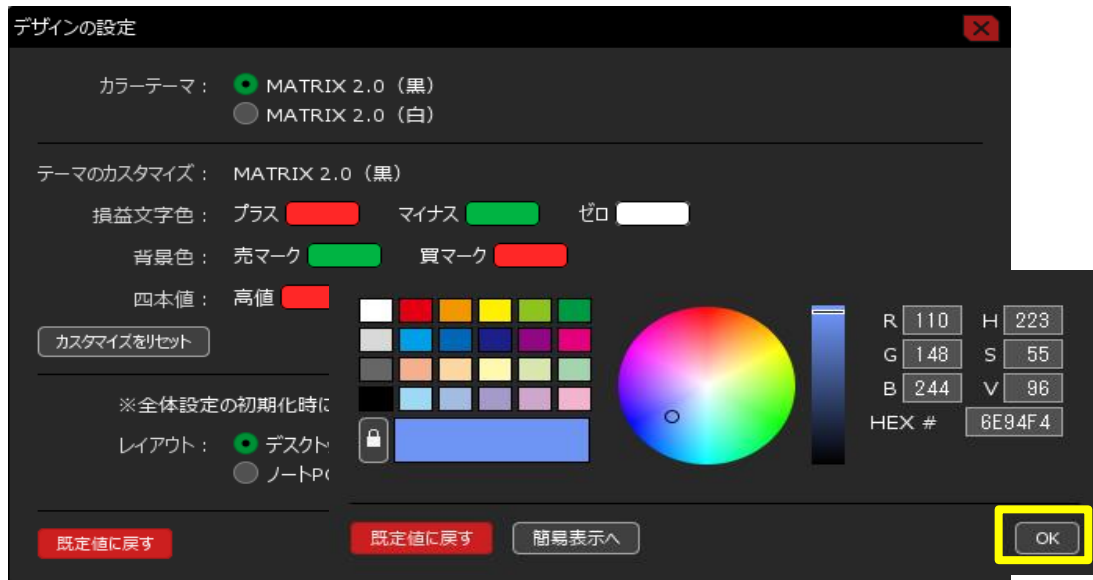 デザインの設定
カラーテーマ： MATRIX 2.0（黒）
MATRIX 2.0（白）
テーマのカスタマイズ： MATRIX 2.0（黒）
損益文字色： プラス マイナス ゼロ
背景色： 売マーク 買マーク
四本値： 高値
カスタマイズをリセット
※全体設定の初期化時に
レイアウト： デスクト
ノートPC
既定値に戻す
R 110 H 223
G 148 S 55
B 244 V 96
HEX # 6E94F4
既定値に戻す 簡易表示へ OK